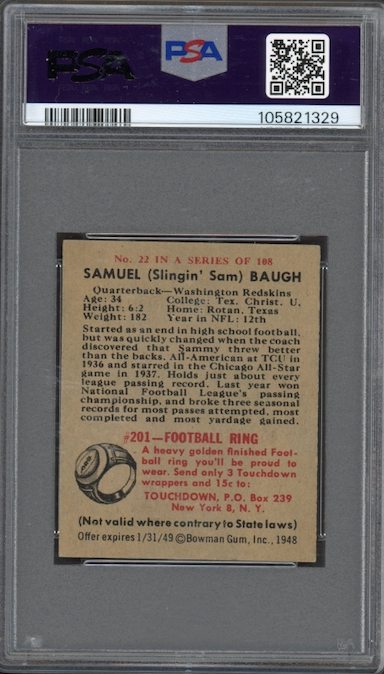 PSA
PSA
105821329
No. 22 IN A SERIES OF 108
SAMUEL (Slingin' Sam) BAUGH
Quarterback—Washington Redskins
Age: 34 College: Tex. Christ. U.
Height: 6:2 Home: Rotan, Texas
Weight: 182 Year in NFL: 12th
Started as an end in high school football,
but was quickly changed when the coach
discovered that Sammy threw better
than the backs. All-American at TCU in
1936 and starred in the Chicago All-Star
game in 1937. Holds just about every
league passing record. Last year won
National Football League's passing
championship, and broke three seasonal
records for most passes attempted, most
completed and most yardage gained.
#201—FOOTBALL RING
A heavy golden finished Foot-
ball ring you'll be proud to
wear. Send only 3 Touchdown
wrappers and 15c to:
TOUCHDOWN, P.O. Box 239
New York 8, N. Y.
(Not valid where contrary to State laws)
Offer expires 1/31/49 ©Bowman Gum, Inc., 1948